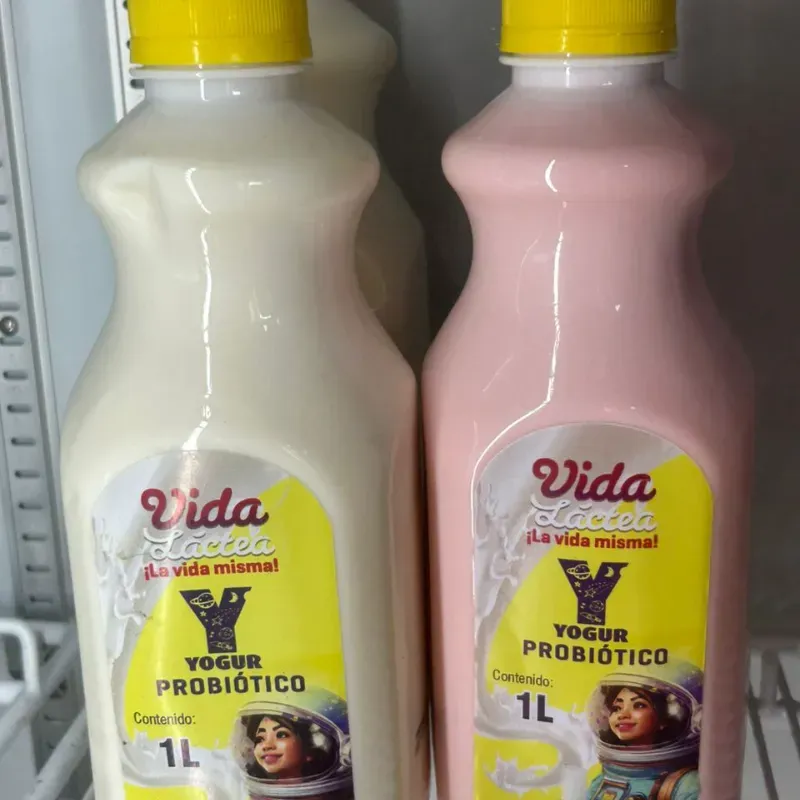 Vida
Láctea
¡La vida misma!
Y
YOGUR
PROBIÓTICO
Contenido:
1L
Vida
Láctea
¡La vida misma!
Y
YOGUR
PROBIÓTICO
Contenido:
1L